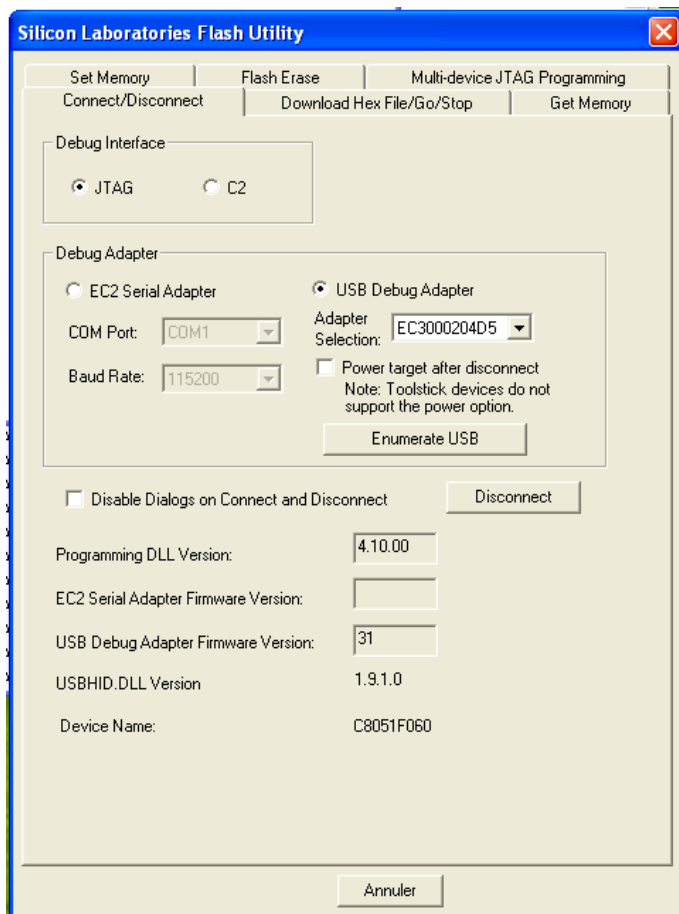 Silicon Laboratories Flash Utility
Set Memory Flash Erase Multi-device JTAG Programming
Connect/Disconnect Download Hex File/Go/Stop Get Memory
Debug Interface
JTAG C2
Debug Adapter
EC2 Serial Adapter USB Debug Adapter
COM Port: COM1 Adapter Selection: EC3000204D5
Baud Rate: 115200 Power target after disconnect
Note: Toolstick devices do not
support the power option.
Enumerate USB
Disable Dialogs on Connect and Disconnect Disconnect
Programming DLL Version: 4.10.00
EC2 Serial Adapter Firmware Version:
USB Debug Adapter Firmware Version: 31
USBHID.DLL Version 1.9.1.0
Device Name: C8051F060
Annuler